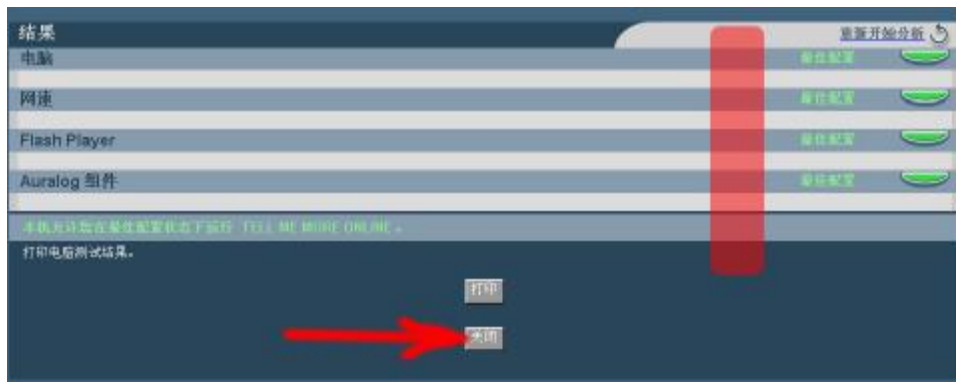 结果
重新开始分析
电脑
最佳配置
网速
最佳配置
Flash Player
最佳配置
Auralog 组件
最佳配置
本机允许您在最佳配置状态下运行 TELL ME MORE ONLINE。
打印电脑测试结果。
打印
关闭